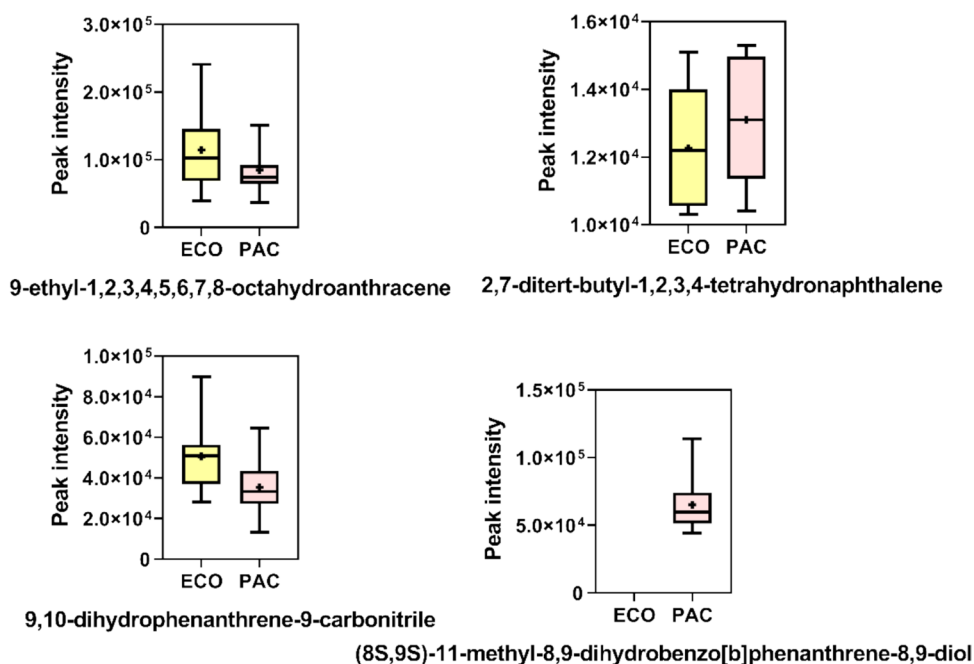 3.0×10⁵
2.0×10⁵
1.0×10⁵
0
Peak intensity
ECO PAC
9-ethyl-1,2,3,4,5,6,7,8-octahydroanthracene
1.6×10⁴
1.4×10⁴
1.2×10⁴
1.0×10⁴
Peak intensity
ECO PAC
2,7-ditert-butyl-1,2,3,4-tetrahydronaphthalene
1.0×10⁵
8.0×10⁴
6.0×10⁴
4.0×10⁴
2.0×10⁴
0
Peak intensity
ECO PAC
9,10-dihydrophenanthrene-9-carbonitrile
1.5×10⁵
1.0×10⁵
5.0×10⁴
0
Peak intensity
ECO PAC
(8S,9S)-11-methyl-8,9-dihydrobenzo[b]phenanthrene-8,9-diol